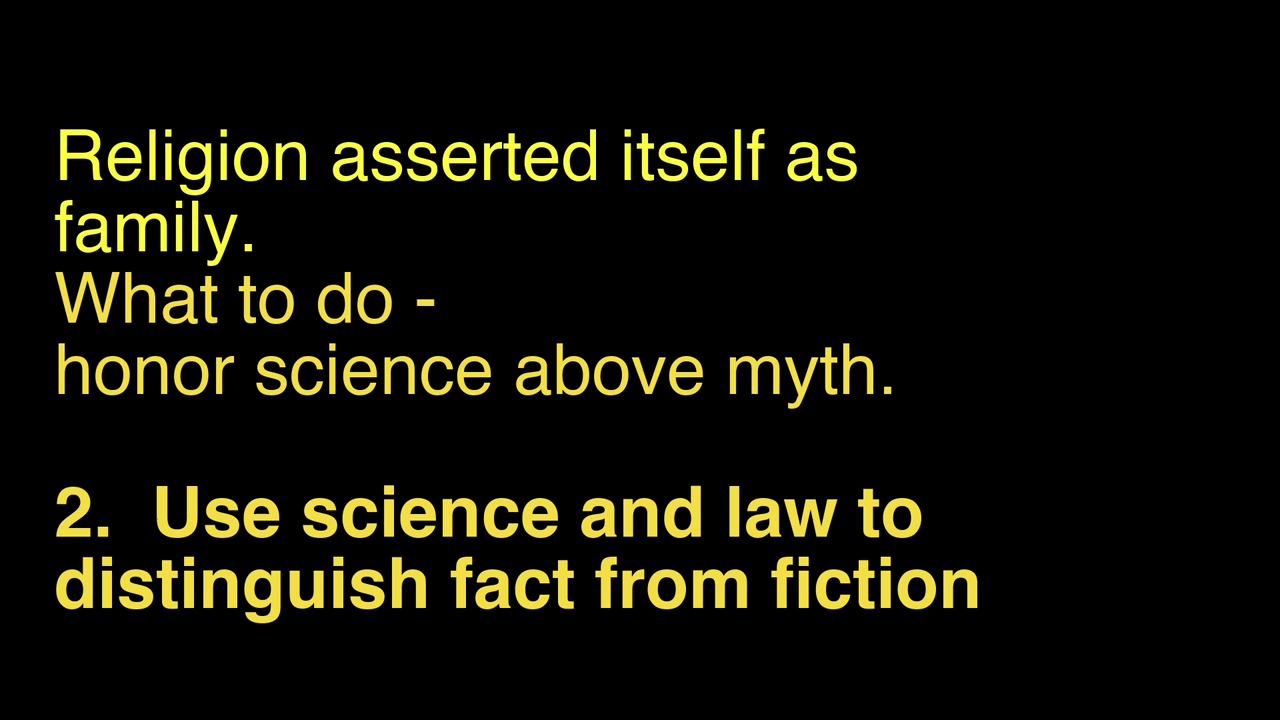 Religion asserted itself as
family.
What to do -
honor science above myth.
2.  Use science and law to
distinguish fact from fiction